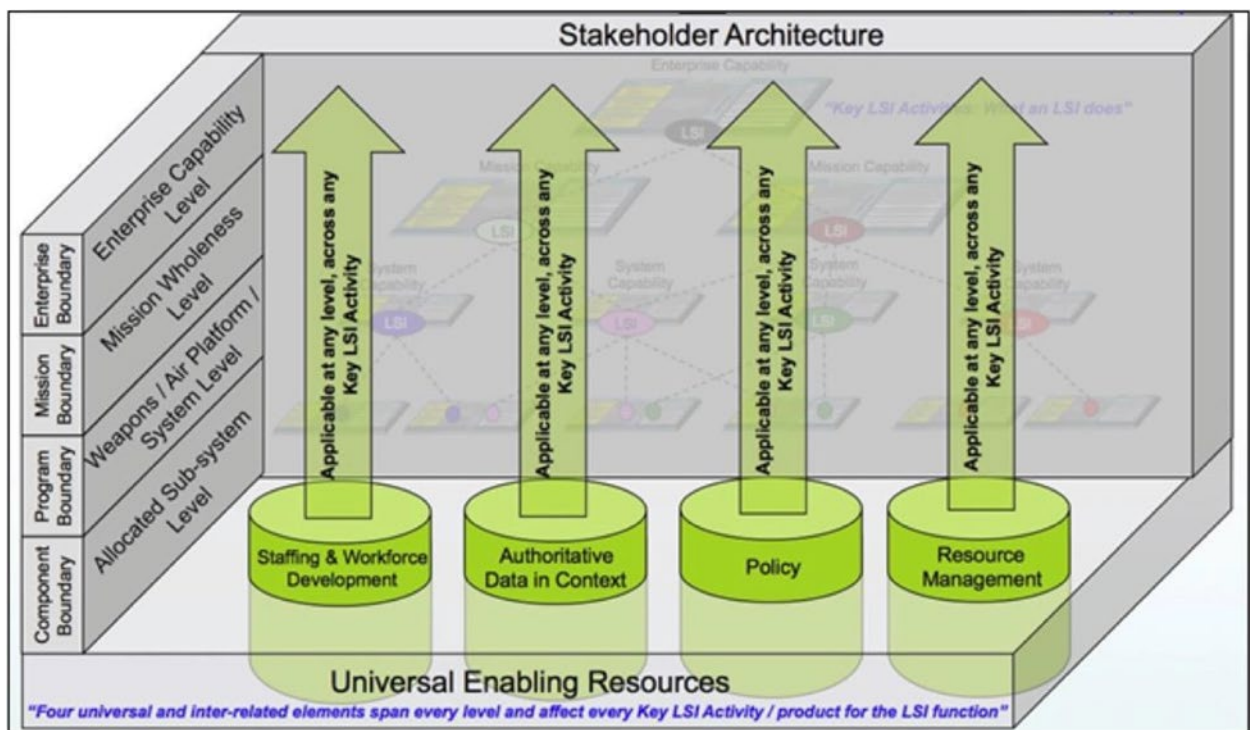 Stakeholder Architecture
Enterprise Capability
"Key LSI Activities: What an LSI does"
LSI
Mission Capability
Mission Capability
LSI
LSI
System
Capability
System
Capability
System
Capability
System
Capability
LSI
LSI
LSI
LSI
Enterprise Capability
Level
Mission Wholeness
Level
Weapons / Air Platform /
System Level
Allocated Sub-system
Level
Enterprise
Boundary
Mission
Boundary
Program
Boundary
Component
Boundary
Applicable at any level, across any
Key LSI Activity
Applicable at any level, across any
Key LSI Activity
Applicable at any level, across any
Key LSI Activity
Applicable at any level, across any
Key LSI Activity
Staffing & Workforce
Development
Authoritative
Data in Context
Policy
Resource
Management
Universal Enabling Resources
"Four universal and inter-related elements span every level and affect every Key LSI Activity / product for the LSI function"